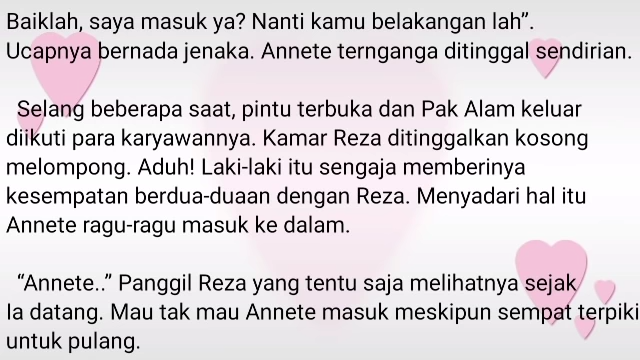 Baiklah, saya masuk ya? Nanti kamu belakangan lah”.
Ucapnya bernada jenaka. Annete ternganga ditinggal sendirian.
Selang beberapa saat, pintu terbuka dan Pak Alam keluar
diikuti para karyawannya. Kamar Reza ditinggalkan kosong
melompong. Aduh! Laki-laki itu sengaja memberinya
kesempatan berdua-duaan dengan Reza. Menyadari hal itu
Annete ragu-ragu masuk ke dalam.
“Annete..” Panggil Reza yang tentu saja melihatnya sejak
Ia datang. Mau tak mau Annete masuk meskipun sempat terpiki
untuk pulang.